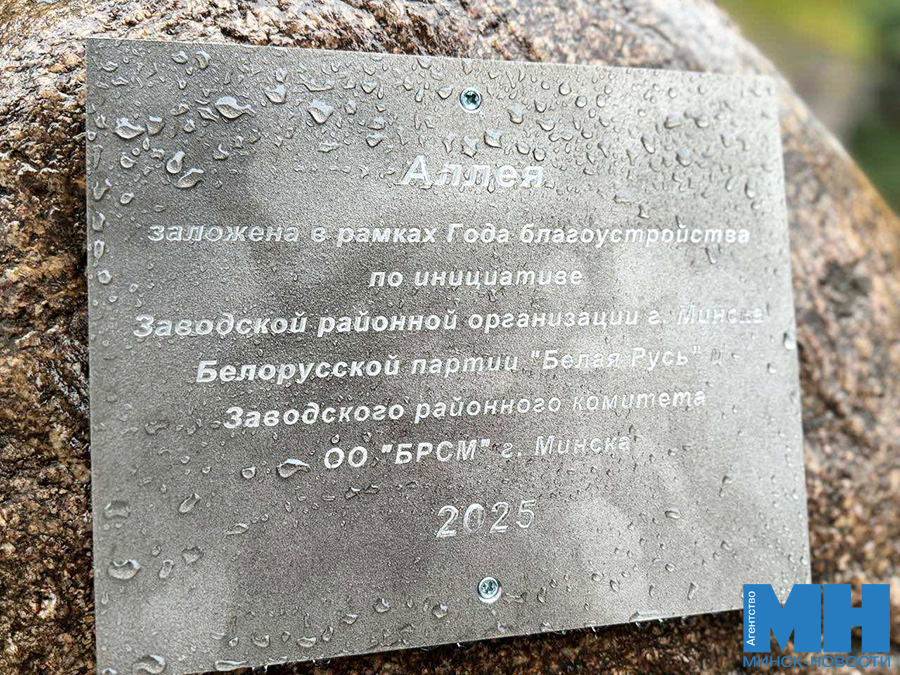 Аллея
заложена в рамках Года благоустройства
по инициативе
Заводской районной организации г. Минска
Белорусской партии "Белая Русь" и
Заводского районного комитета
ОО "БРСМ" г. Минска
2025
Агентство
МН
МИНСК-НОВОСТИ